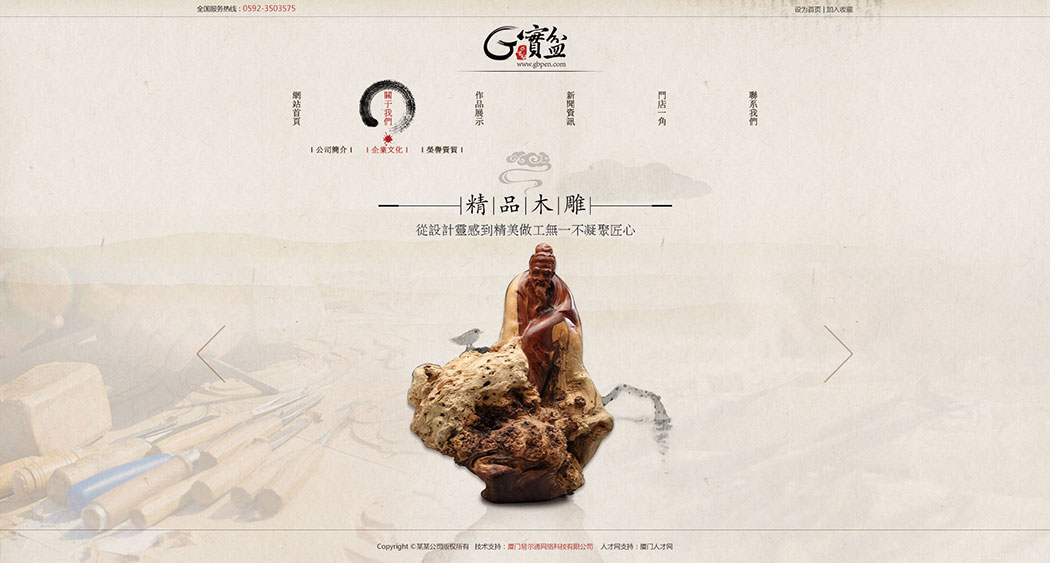 全国服务热线：0592-3503575
设为首页 | 加入收藏
G實盆
www.gbpen.com
網站首頁
關于我們
作品展示
新聞資訊
門店一角
聯系我們
公司簡介 | 企業文化 | 榮譽資質
精品木雕
從設計靈感到精美做工無一不凝聚匠心
Copyright © 某某公司版权所有 技术支持：厦门易尔通网络科技有限公司 人才网支持：厦门人才网